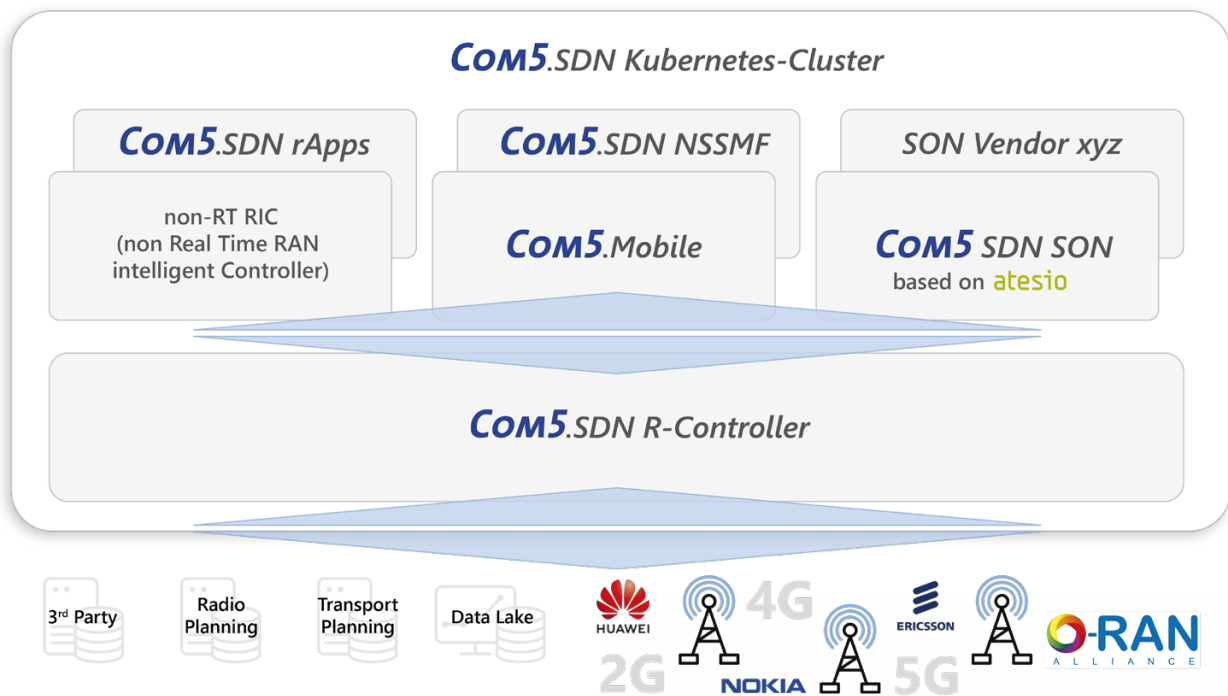 COM5.SDN Kubernetes-Cluster
COM5.SDN rApps
COM5.SDN NSSMF
SON Vendor xyz
non-RT RIC
(non Real Time RAN
intelligent Controller)
COM5.Mobile
COM5 SDN SON
based on atesio
COM5.SDN R-Controller
3rd Party
Radio
Planning
Transport
Planning
Data Lake
HUAWEI
4G
ERICSSON
O-RAN
ALLIANCE
2G
NOKIA
5G